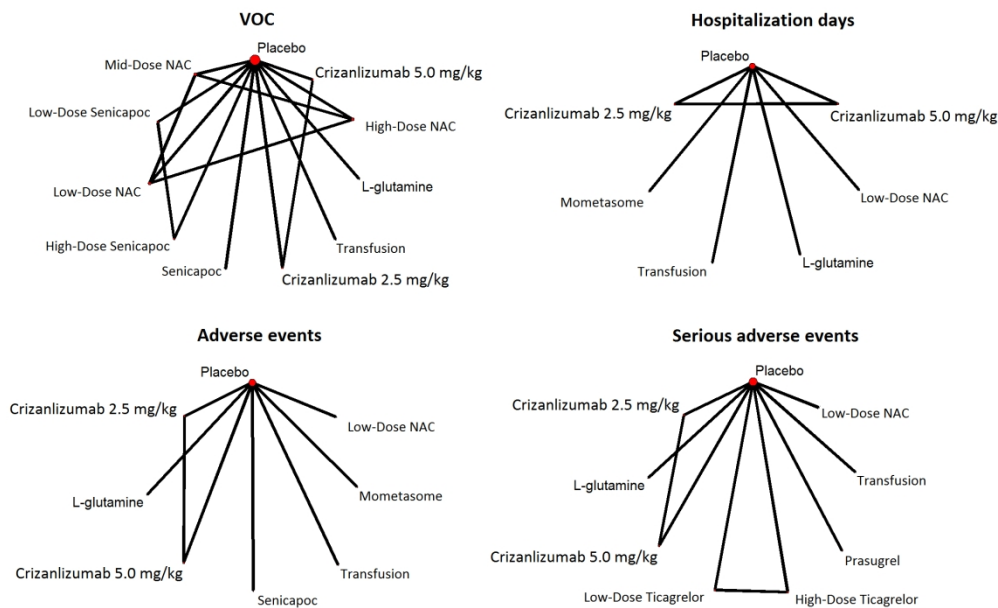 VOC
Placebo
Mid-Dose NAC
Crizanlizumab 5.0 mg/kg
Low-Dose Senicapoc
High-Dose NAC
Low-Dose NAC
L-glutamine
High-Dose Senicapoc
Transfusion
Senicapoc
Crizanlizumab 2.5 mg/kg
Hospitalization days
Placebo
Crizanlizumab 2.5 mg/kg
Crizanlizumab 5.0 mg/kg
Mometasome
Low-Dose NAC
Transfusion
L-glutamine
Adverse events
Placebo
Crizanlizumab 2.5 mg/kg
Low-Dose NAC
L-glutamine
Mometasome
Crizanlizumab 5.0 mg/kg
Transfusion
Senicapoc
Serious adverse events
Placebo
Crizanlizumab 2.5 mg/kg
Low-Dose NAC
L-glutamine
Transfusion
Crizanlizumab 5.0 mg/kg
Prasugrel
Low-Dose Ticagrelor
High-Dose Ticagrelor